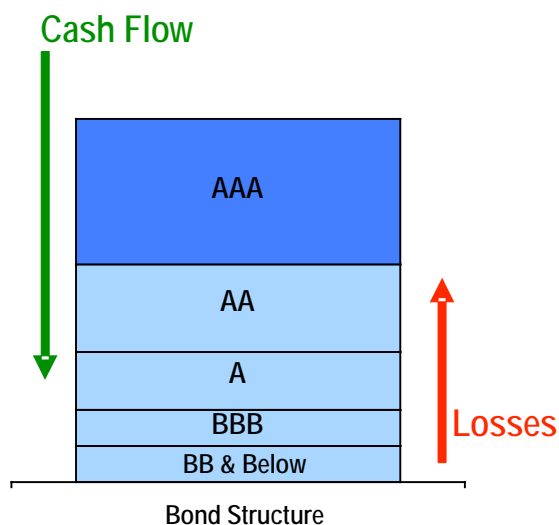 Cash Flow
AAA
AA
A
BBB
Losses
BB & Below
Bond Structure